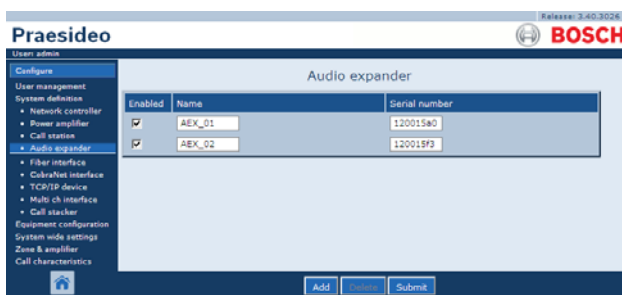 Release: 3.40.3026
Praesideo
BOSCH
User: admin
Configure
User management
System definition
• Network controller
• Power amplifier
• Call station
• Audio expander
• Fiber interface
• CobraNet interface
• TCP/IP device
• Multi ch interface
• Call stacker
Equipment configuration
System wide settings
Zone & amplifier
Call characteristics
Audio expander
Enabled Name Serial number
AEX_01 120015a0
AEX_02 120015f3
Add Delete Submit